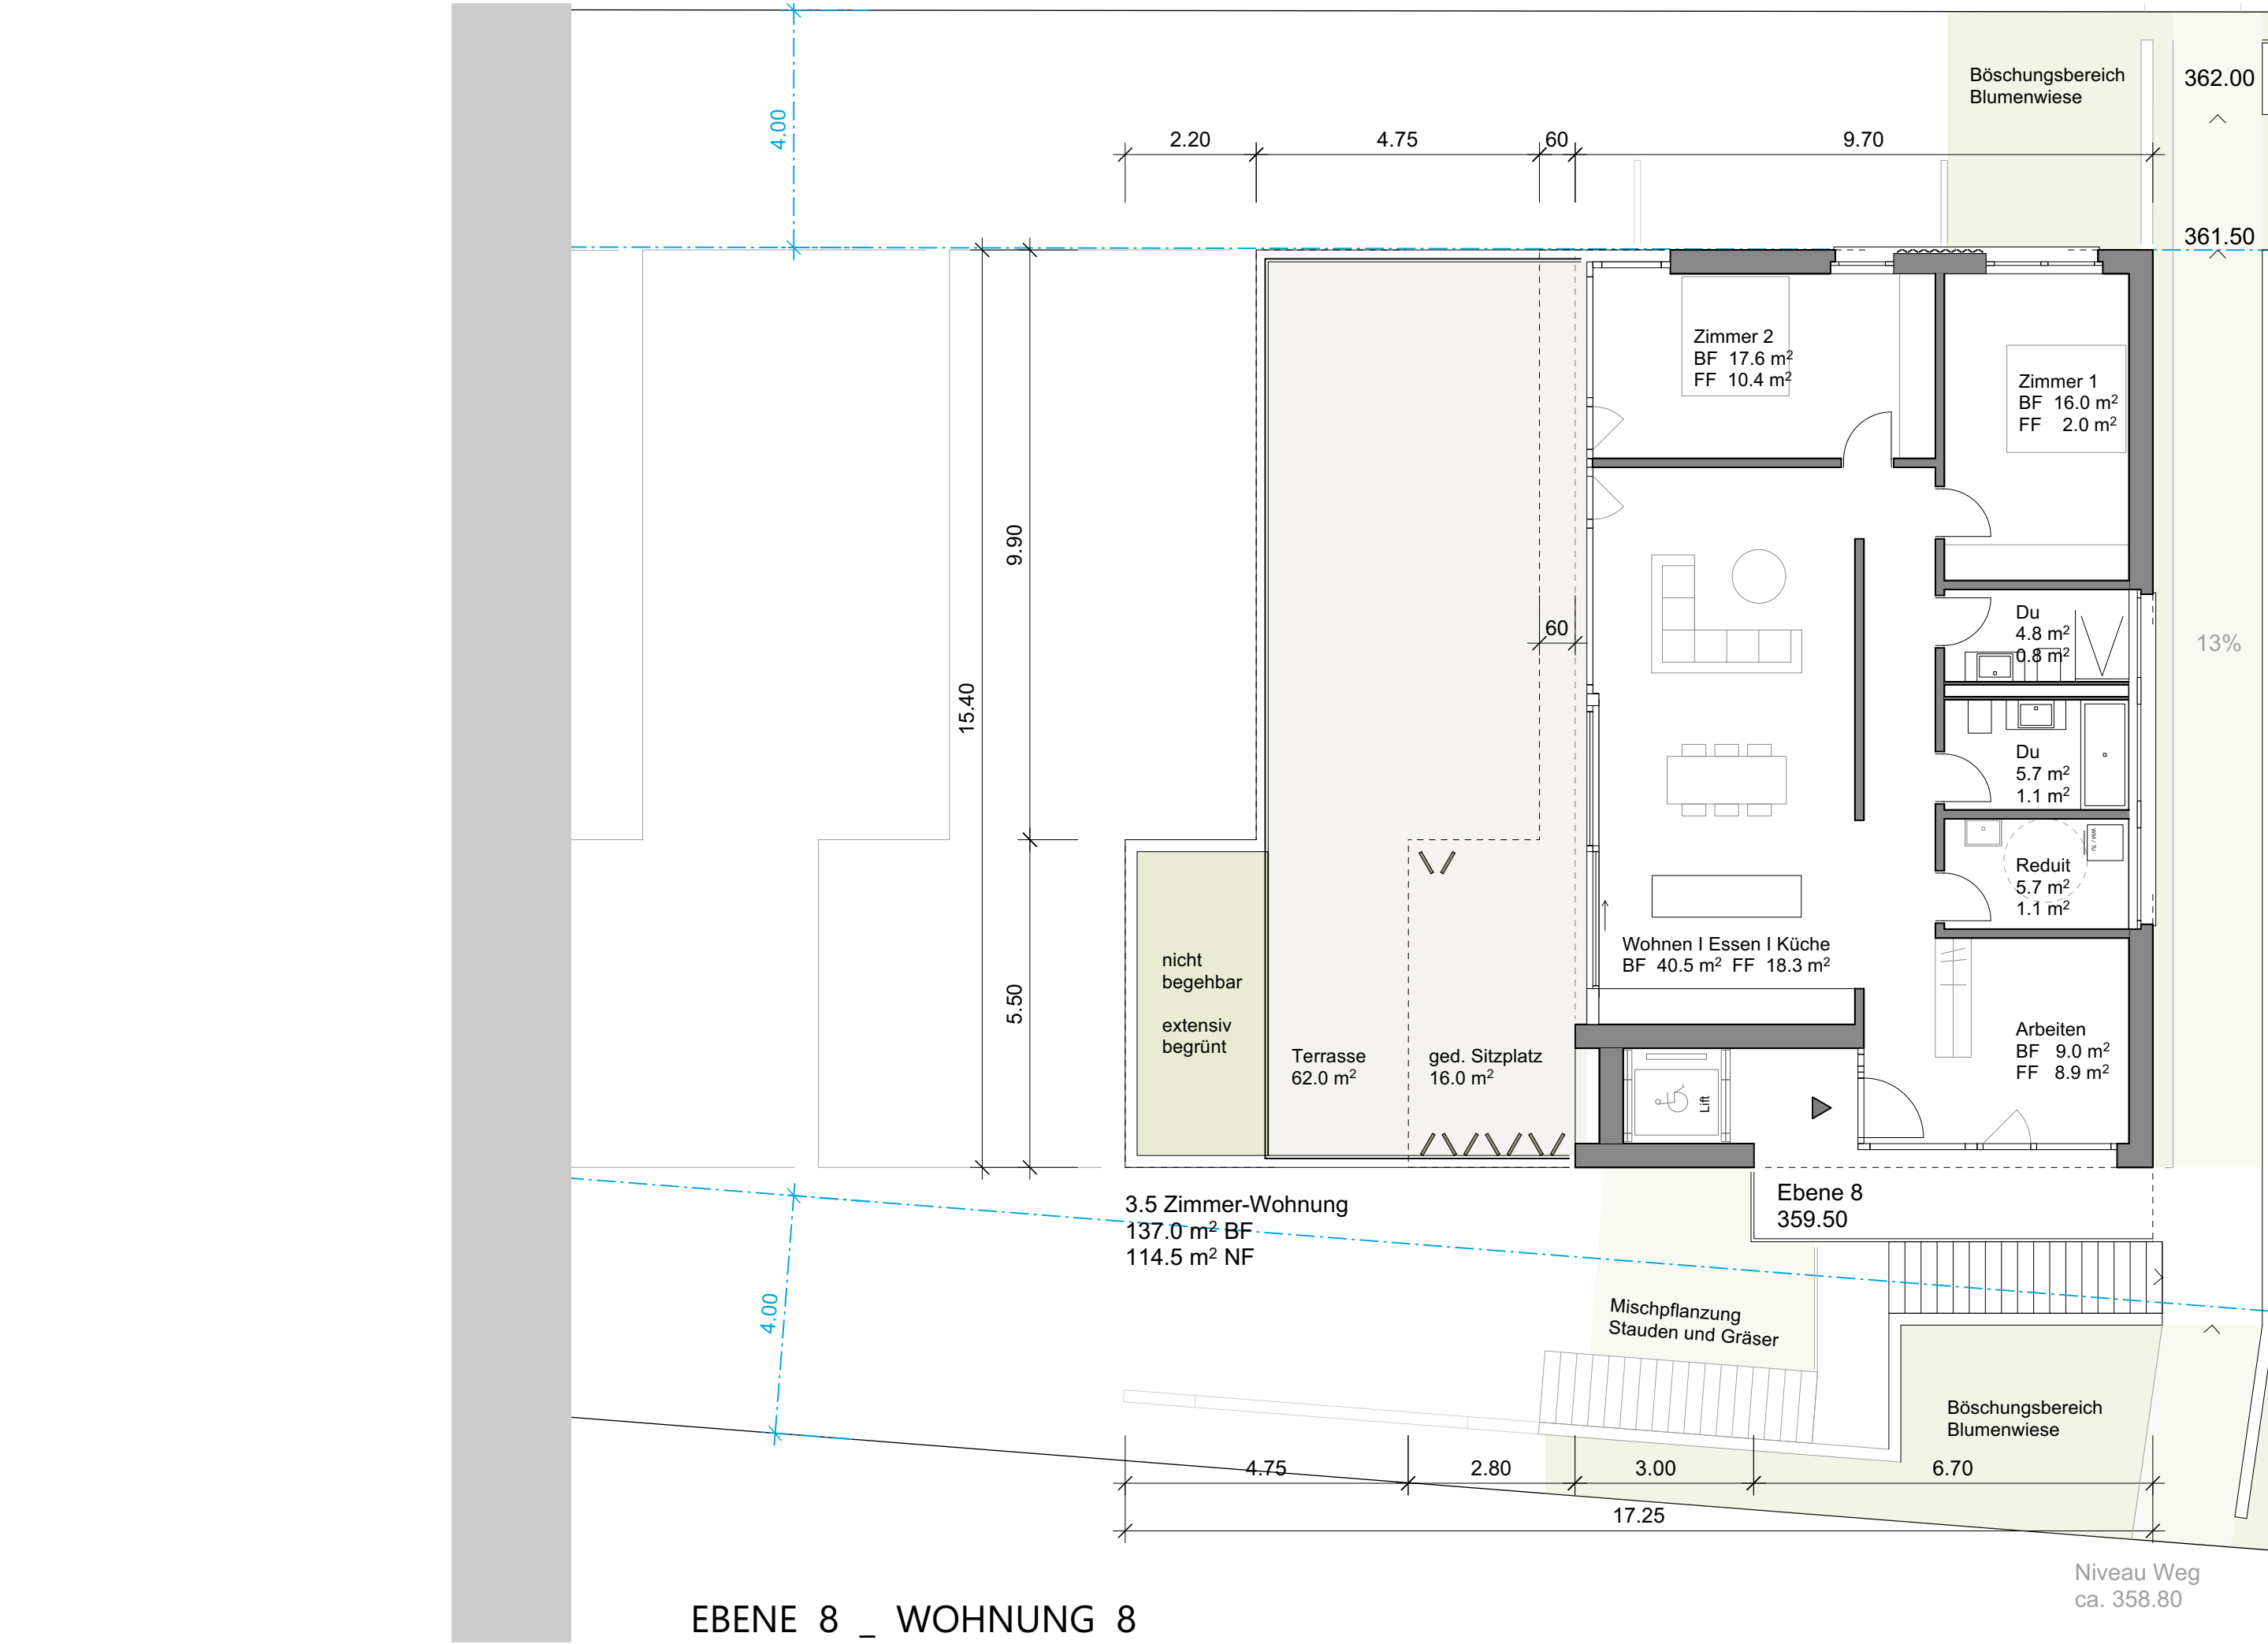 Böschungsbereich
Blumenwiese
362.00
4.00
2.20
4.75
60
9.70
361.50
Zimmer 2
BF 17.6 m²
FF 10.4 m²
Zimmer 1
BF 16.0 m²
FF 2.0 m²
9.90
15.40
60
Du
4.8 m²
0.8 m²
13%
Du
5.7 m²
1.1 m²
WM / TU
Reduit
5.7 m²
1.1 m²
nicht
begehbar
extensiv
begrünt
5.50
Wohnen I Essen I Küche
BF 40.5 m² FF 18.3 m²
Terrasse
62.0 m²
ged. Sitzplatz
16.0 m²
Lift
Arbeiten
BF 9.0 m²
FF 8.9 m²
3.5 Zimmer-Wohnung
137.0 m² BF
114.5 m² NF
Ebene 8
359.50
4.00
Mischpflanzung
Stauden und Gräser
Böschungsbereich
Blumenwiese
4.75
2.80
3.00
6.70
17.25
Niveau Weg
ca. 358.80
EBENE 8 _ WOHNUNG 8